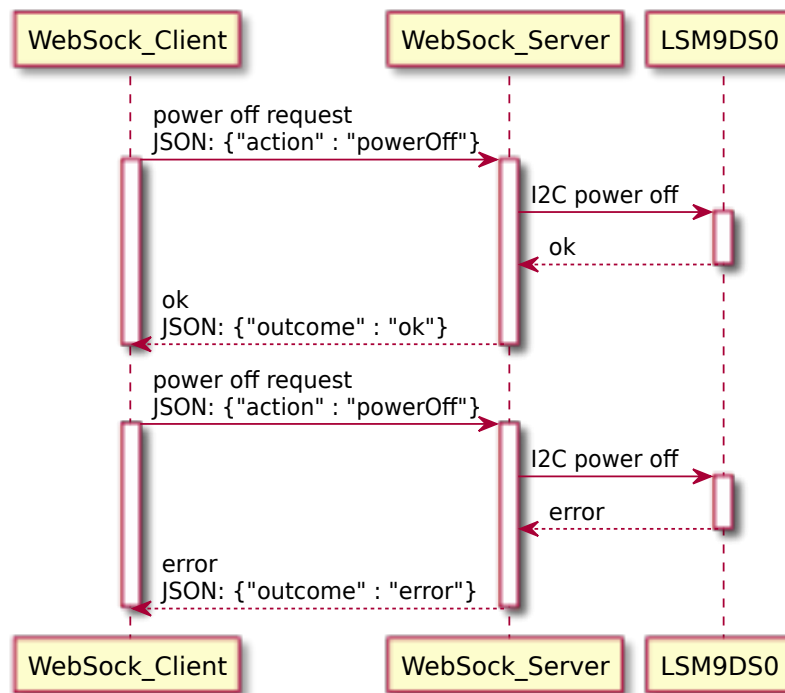 WebSock_Client
WebSock_Server
LSM9DS0
power off request
JSON: {"action" : "powerOff"}
I2C power off
ok
ok
JSON: {"outcome" : "ok"}
power off request
JSON: {"action" : "powerOff"}
I2C power off
error
error
JSON: {"outcome" : "error"}
WebSock_Client
WebSock_Server
LSM9DS0